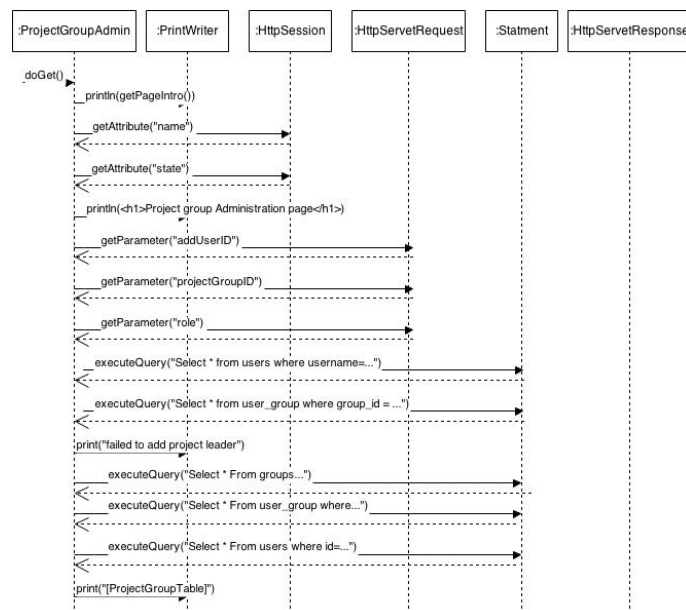 :ProjectGroupAdmin :PrintWriter :HttpSession :HttpServetRequest :Statment :HttpServetResponse
doGet()
println(getPageIntro())
getAttribute("name")
getAttribute("state")
println(<h1>Project group Administration page</h1>)
getParameter("addUserID")
getParameter("projectGroupID")
getParameter("role")
executeQuery("Select * from users where username=...")
executeQuery("Select * from user_group where group_id = ...")
print("failed to add project leader")
executeQuery("Select * From groups...")
executeQuery("Select * From user_group where...")
executeQuery("Select * From users where id=...")
print("[ProjectGroupTable]")